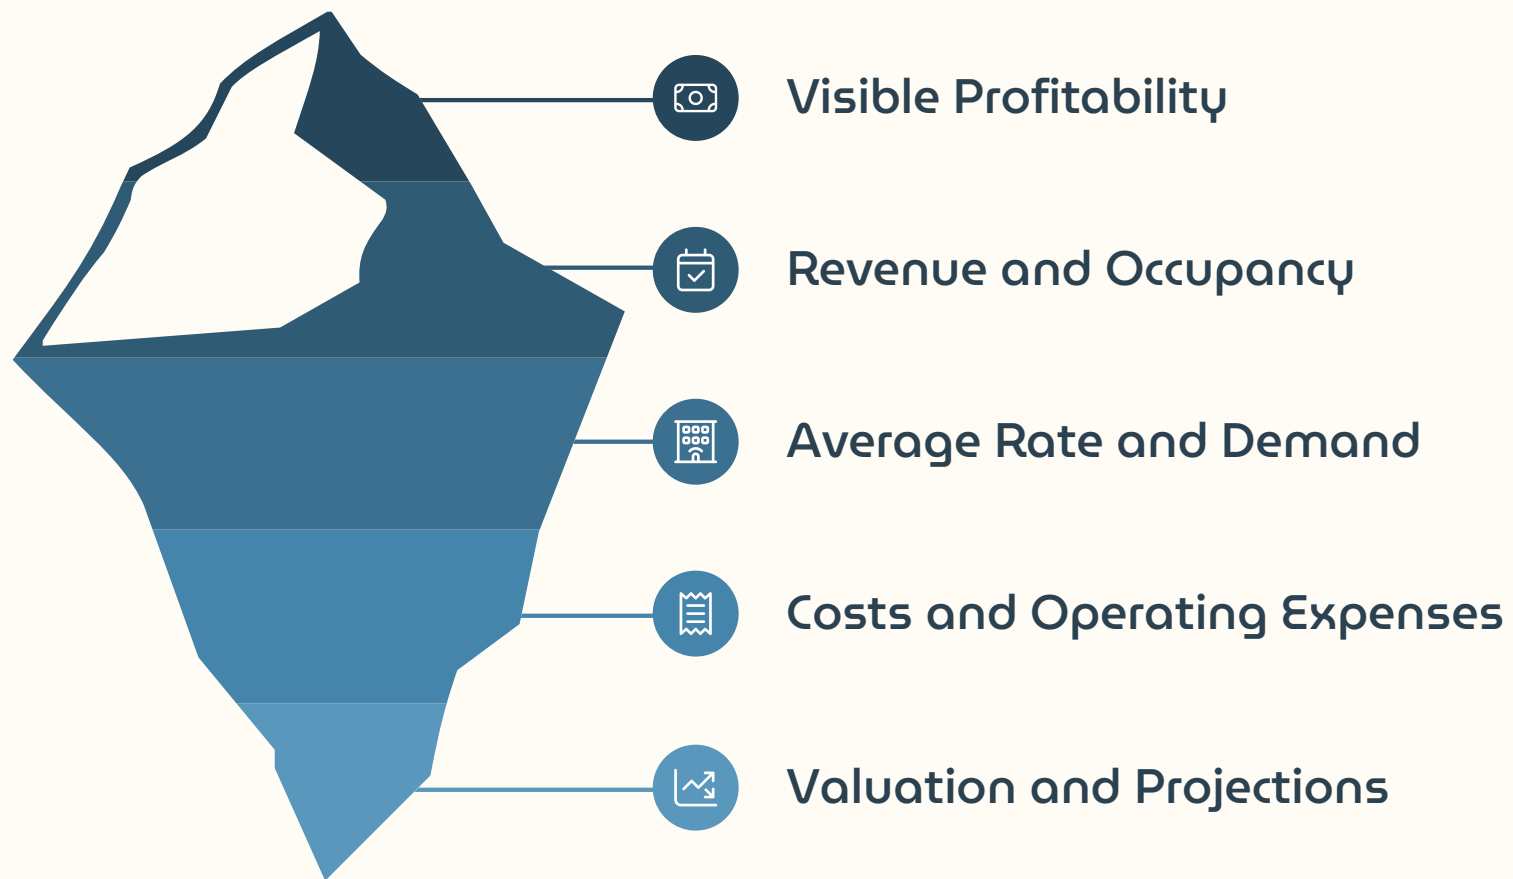 Visible Profitability
Revenue and Occupancy
Average Rate and Demand
Costs and Operating Expenses
Valuation and Projections